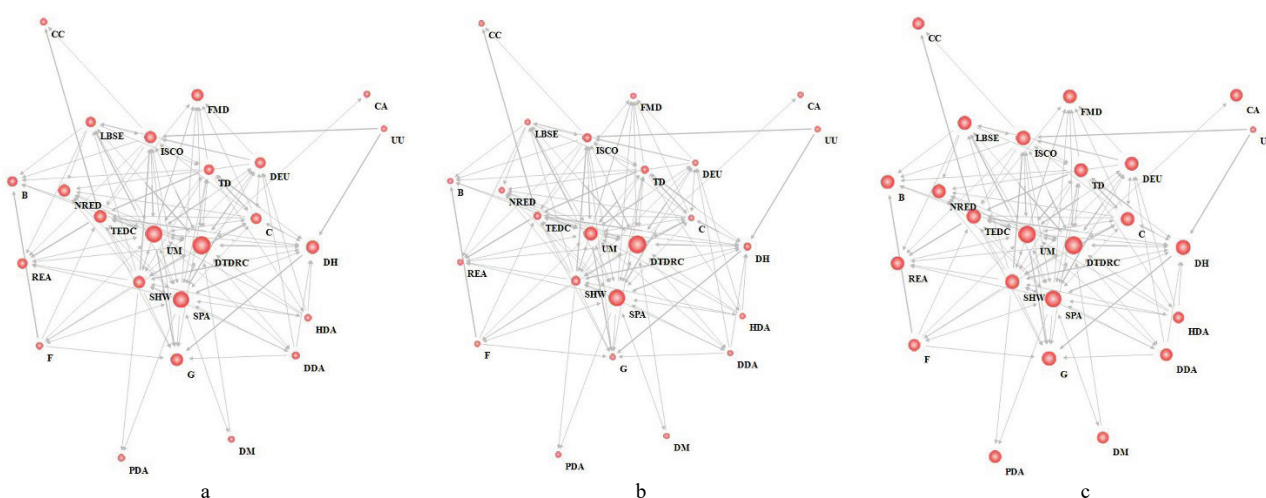 CC
CA
FMD
UU
LBSE
ISCO
DEU
TD
B
NRED
C
TEDC
UM
DTDRC
DH
REA
SHW
SPA
HDA
F
G
DDA
DM
PDA
a
CC
CA
FMD
UU
LBSE
ISCO
DEU
TD
B
NRED
C
TEDC
UM
DTDRC
DH
REA
SHW
SPA
HDA
F
G
DDA
DM
PDA
b
CC
CA
FMD
U
LBSE
ISCO
DEU
TD
B
NRED
C
TEDC
UM
DTDRC
DH
REA
SHW
SPA
HDA
F
G
DDA
DM
PDA
c